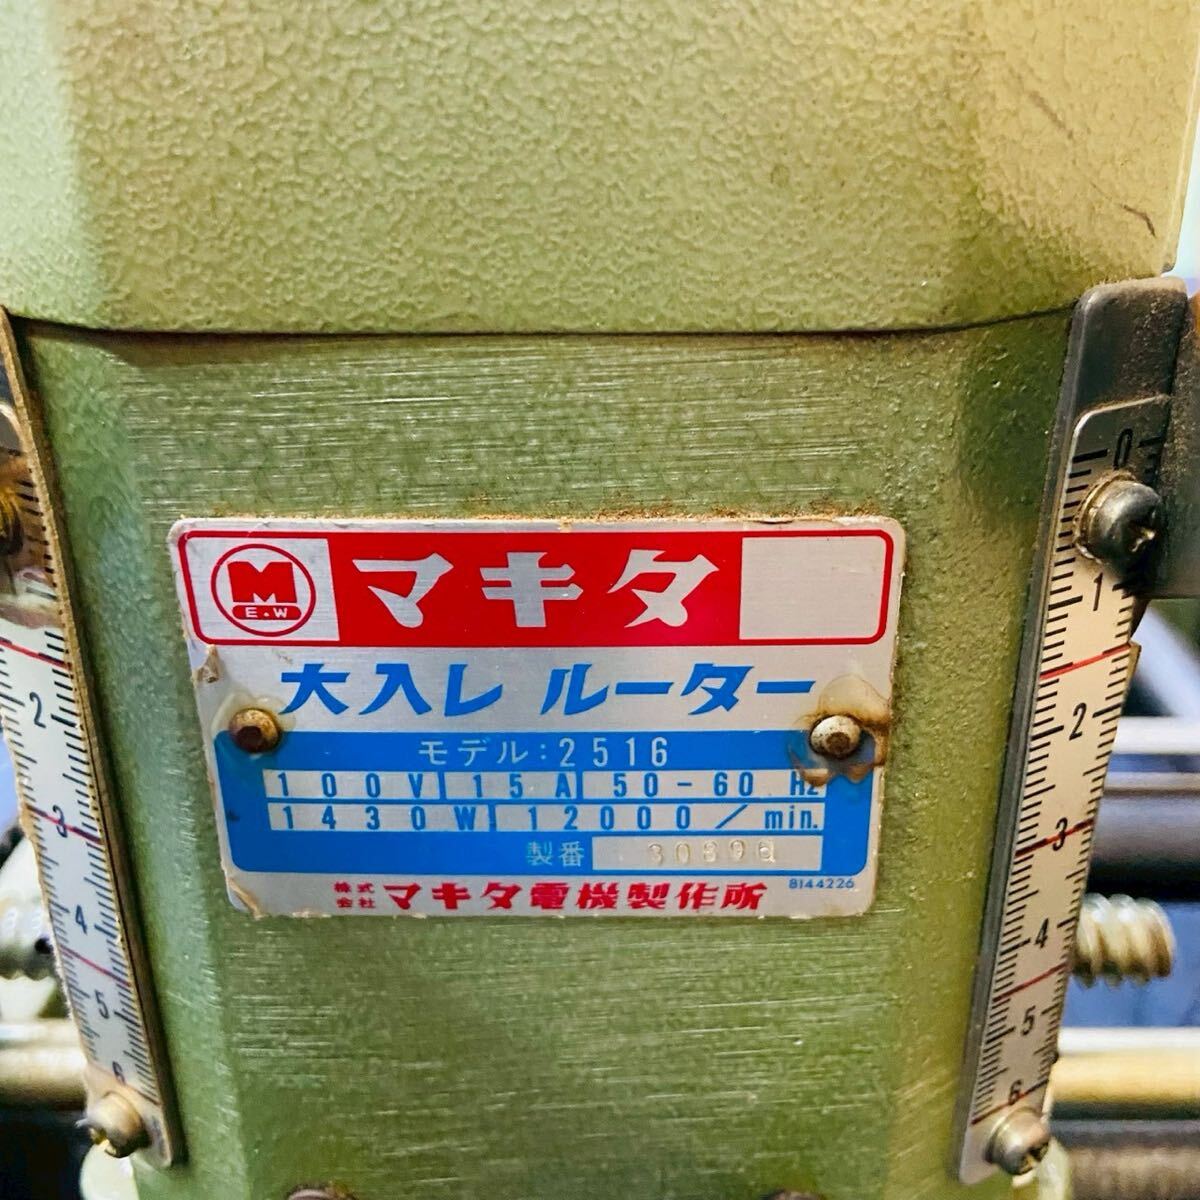 M
E.W
マキタ
大入レ ルーター
モデル:2516
100V 15A 50-60 Hz
1430W 12000/min.
製番
8144226
株式会社 マキタ電機製作所
2
3
4
5
6
0
1
2
3
4
5
6